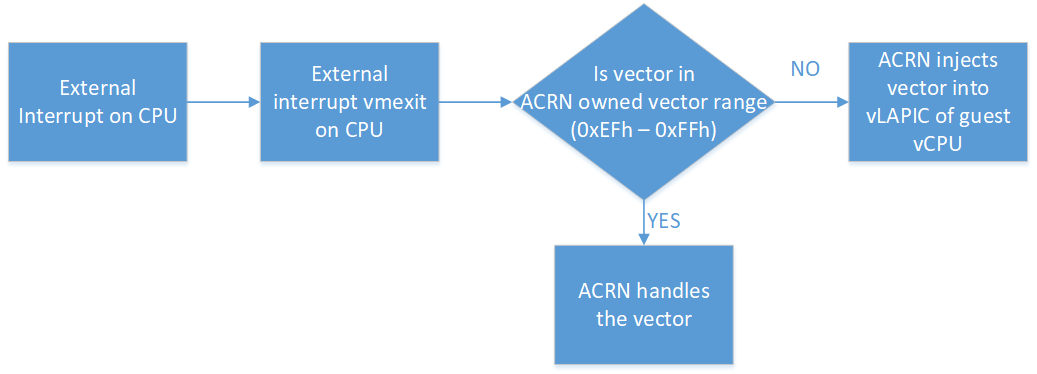 External
Interrupt on CPU
External
interrupt vmexit
on CPU
Is vector in
ACRN owned vector range
(0xEFh – 0xFFh)
NO
ACRN injects
vector into
vLAPIC of guest
vCPU
YES
ACRN handles
the vector